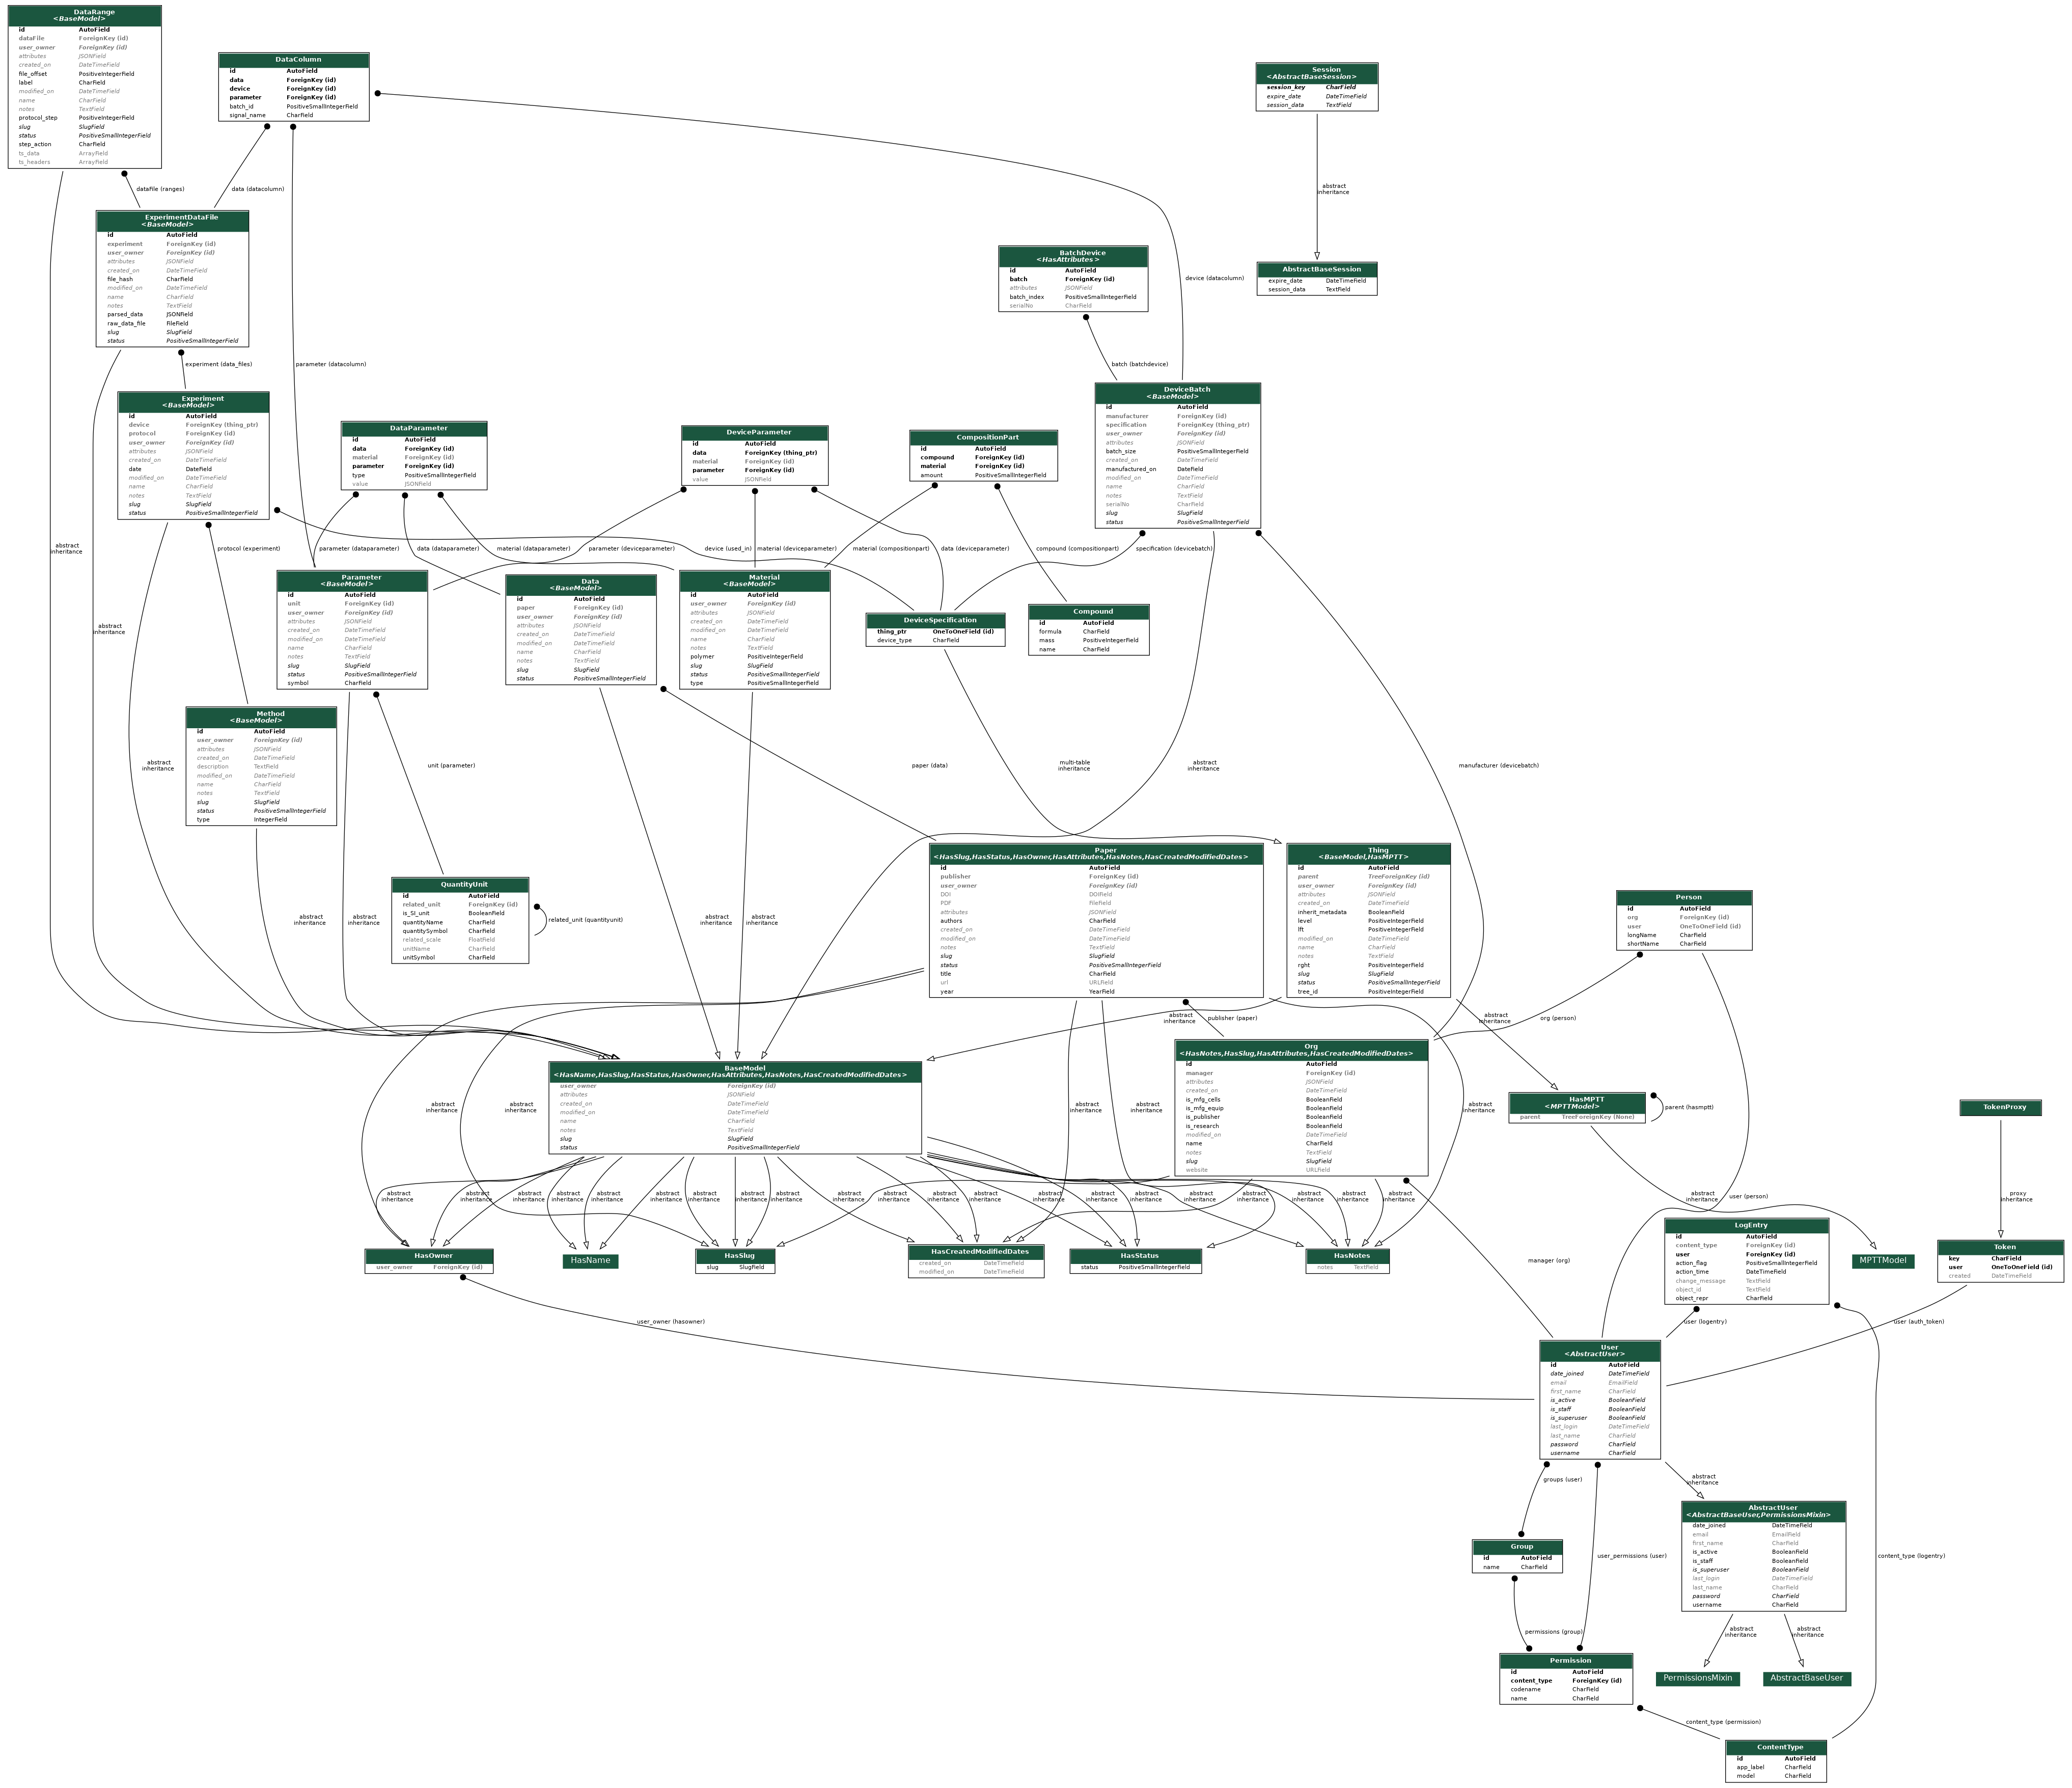 DataRange
<BaseModel>
id AutoField
dataFile ForeignKey (id)
user_owner ForeignKey (id)
attributes JSONField
created_on DateTimeField
file_offset PositiveIntegerField
label CharField
modified_on DateTimeField
name CharField
notes TextField
protocol_step PositiveIntegerField
slug SlugField
status PositiveSmallIntegerField
step_action CharField
ts_data ArrayField
ts_headers ArrayField
DataColumn
id AutoField
data ForeignKey (id)
device ForeignKey (id)
parameter ForeignKey (id)
batch_id PositiveSmallIntegerField
signal_name CharField
Session
<AbstractBaseSession>
session_key CharField
expire_date DateTimeField
session_data TextField
dataFile (ranges)
data (datacolumn)
abstract
inheritance
ExperimentDataFile
<BaseModel>
id AutoField
experiment ForeignKey (id)
user_owner ForeignKey (id)
attributes JSONField
created_on DateTimeField
file_hash CharField
modified_on DateTimeField
name CharField
notes TextField
parsed_data JSONField
raw_data_file FileField
slug SlugField
status PositiveSmallIntegerField
BatchDevice
<HasAttributes>
id AutoField
batch ForeignKey (id)
attributes JSONField
batch_index PositiveSmallIntegerField
serialNo CharField
device (datacolumn)
AbstractBaseSession
expire_date DateTimeField
session_data TextField
experiment (data_files)
parameter (datacolumn)
batch (batchdevice)
Experiment
<BaseModel>
id AutoField
device ForeignKey (thing_ptr)
protocol ForeignKey (id)
user_owner ForeignKey (id)
attributes JSONField
created_on DateTimeField
date DateField
modified_on DateTimeField
name CharField
notes TextField
slug SlugField
status PositiveSmallIntegerField
DataParameter
id AutoField
data ForeignKey (id)
material ForeignKey (id)
parameter ForeignKey (id)
type PositiveSmallIntegerField
value JSONField
DeviceParameter
id AutoField
data ForeignKey (thing_ptr)
material ForeignKey (id)
parameter ForeignKey (id)
value JSONField
CompositionPart
id AutoField
compound ForeignKey (id)
material ForeignKey (id)
amount PositiveSmallIntegerField
DeviceBatch
<BaseModel>
id AutoField
manufacturer ForeignKey (id)
specification ForeignKey (thing_ptr)
user_owner ForeignKey (id)
attributes JSONField
batch_size PositiveSmallIntegerField
created_on DateTimeField
manufactured_on DateField
modified_on DateTimeField
name CharField
notes TextField
serialNo CharField
slug SlugField
status PositiveSmallIntegerField
abstract
inheritance
protocol (experiment)
parameter (dataparameter)
data (dataparameter)
material (dataparameter)
parameter (deviceparameter)
device (used_in)
material (deviceparameter)
material (compositionpart)
data (deviceparameter)
compound (compositionpart)
specification (devicebatch)
Parameter
<BaseModel>
id AutoField
unit ForeignKey (id)
user_owner ForeignKey (id)
attributes JSONField
created_on DateTimeField
modified_on DateTimeField
name CharField
notes TextField
slug SlugField
status PositiveSmallIntegerField
symbol CharField
Data
<BaseModel>
id AutoField
paper ForeignKey (id)
user_owner ForeignKey (id)
attributes JSONField
created_on DateTimeField
modified_on DateTimeField
name CharField
notes TextField
slug SlugField
status PositiveSmallIntegerField
Material
<BaseModel>
id AutoField
user_owner ForeignKey (id)
attributes JSONField
created_on DateTimeField
modified_on DateTimeField
name CharField
notes TextField
polymer PositiveIntegerField
slug SlugField
status PositiveSmallIntegerField
type PositiveSmallIntegerField
DeviceSpecification
thing_ptr OneToOneField (id)
device_type CharField
Compound
id AutoField
formula CharField
mass PositiveIntegerField
name CharField
abstract
inheritance
Method
<BaseModel>
id AutoField
user_owner ForeignKey (id)
attributes JSONField
created_on DateTimeField
description TextField
modified_on DateTimeField
name CharField
notes TextField
slug SlugField
status PositiveSmallIntegerField
type IntegerField
abstract
inheritance
unit (parameter)
paper (data)
multi-table
inheritance
abstract
inheritance
manufacturer (devicebatch)
QuantityUnit
id AutoField
related_unit ForeignKey (id)
is_SI_unit BooleanField
quantityName CharField
quantitySymbol CharField
related_scale FloatField
unitName CharField
unitSymbol CharField
related_unit (quantityunit)
abstract
inheritance
abstract
inheritance
abstract
inheritance
abstract
inheritance
Paper
<HasSlug,HasStatus,HasOwner,HasAttributes,HasNotes,HasCreatedModifiedDates>
id AutoField
publisher ForeignKey (id)
user_owner ForeignKey (id)
DOI DOIField
PDF FileField
attributes JSONField
authors CharField
created_on DateTimeField
modified_on DateTimeField
notes TextField
slug SlugField
status PositiveSmallIntegerField
title CharField
url URLField
year YearField
Thing
<BaseModel,HasMPTT>
id AutoField
parent TreeForeignKey (id)
user_owner ForeignKey (id)
attributes JSONField
created_on DateTimeField
inherit_metadata BooleanField
level PositiveIntegerField
lft PositiveIntegerField
modified_on DateTimeField
name CharField
notes TextField
rght PositiveIntegerField
slug SlugField
status PositiveSmallIntegerField
tree_id PositiveIntegerField
Person
id AutoField
org ForeignKey (id)
user OneToOneField (id)
longName CharField
shortName CharField
abstract
inheritance
publisher (paper)
abstract
inheritance
org (person)
BaseModel
<HasName,HasSlug,HasStatus,HasOwner,HasAttributes,HasNotes,HasCreatedModifiedDates>
user_owner ForeignKey (id)
attributes JSONField
created_on DateTimeField
modified_on DateTimeField
name CharField
notes TextField
slug SlugField
status PositiveSmallIntegerField
Org
<HasNotes,HasSlug,HasAttributes,HasCreatedModifiedDates>
id AutoField
manager ForeignKey (id)
attributes JSONField
created_on DateTimeField
is_mfg_cells BooleanField
is_mfg_equip BooleanField
is_publisher BooleanField
is_research BooleanField
modified_on DateTimeField
name CharField
notes TextField
slug SlugField
website URLField
HasMPTT
<MPTTModel>
parent TreeForeignKey (None)
parent (hasmptt)
TokenProxy
abstract
inheritance
abstract
inheritance
abstract
inheritance
abstract
inheritance
abstract
inheritance
abstract
inheritance
abstract
inheritance
abstract
inheritance
abstract
inheritance
abstract
inheritance
abstract
inheritance
abstract
inheritance
abstract
inheritance
abstract
inheritance
abstract
inheritance
abstract
inheritance
abstract
inheritance
abstract
inheritance
abstract
inheritance
abstract
inheritance
abstract
inheritance
abstract
inheritance
abstract
inheritance
abstract
inheritance
abstract
inheritance
abstract
inheritance
user (person)
proxy
inheritance
HasOwner
user_owner ForeignKey (id)
HasName
HasSlug
slug SlugField
HasCreatedModifiedDates
created_on DateTimeField
modified_on DateTimeField
HasStatus
status PositiveSmallIntegerField
HasNotes
notes TextField
manager (org)
LogEntry
id AutoField
content_type ForeignKey (id)
user ForeignKey (id)
action_flag PositiveSmallIntegerField
action_time DateTimeField
change_message TextField
object_id TextField
object_repr CharField
MPTTModel
Token
key CharField
user OneToOneField (id)
created DateTimeField
user_owner (hasowner)
user (logentry)
user (auth_token)
User
<AbstractUser>
id AutoField
date_joined DateTimeField
email EmailField
first_name CharField
is_active BooleanField
is_staff BooleanField
is_superuser BooleanField
last_login DateTimeField
last_name CharField
password CharField
username CharField
groups (user)
abstract
inheritance
AbstractUser
<AbstractBaseUser,PermissionsMixin>
date_joined DateTimeField
email EmailField
first_name CharField
is_active BooleanField
is_staff BooleanField
is_superuser BooleanField
last_login DateTimeField
last_name CharField
password CharField
username CharField
Group
id AutoField
name CharField
user_permissions (user)
content_type (logentry)
permissions (group)
abstract
inheritance
abstract
inheritance
Permission
id AutoField
content_type ForeignKey (id)
codename CharField
name CharField
PermissionsMixin
AbstractBaseUser
content_type (permission)
ContentType
id AutoField
app_label CharField
model CharField